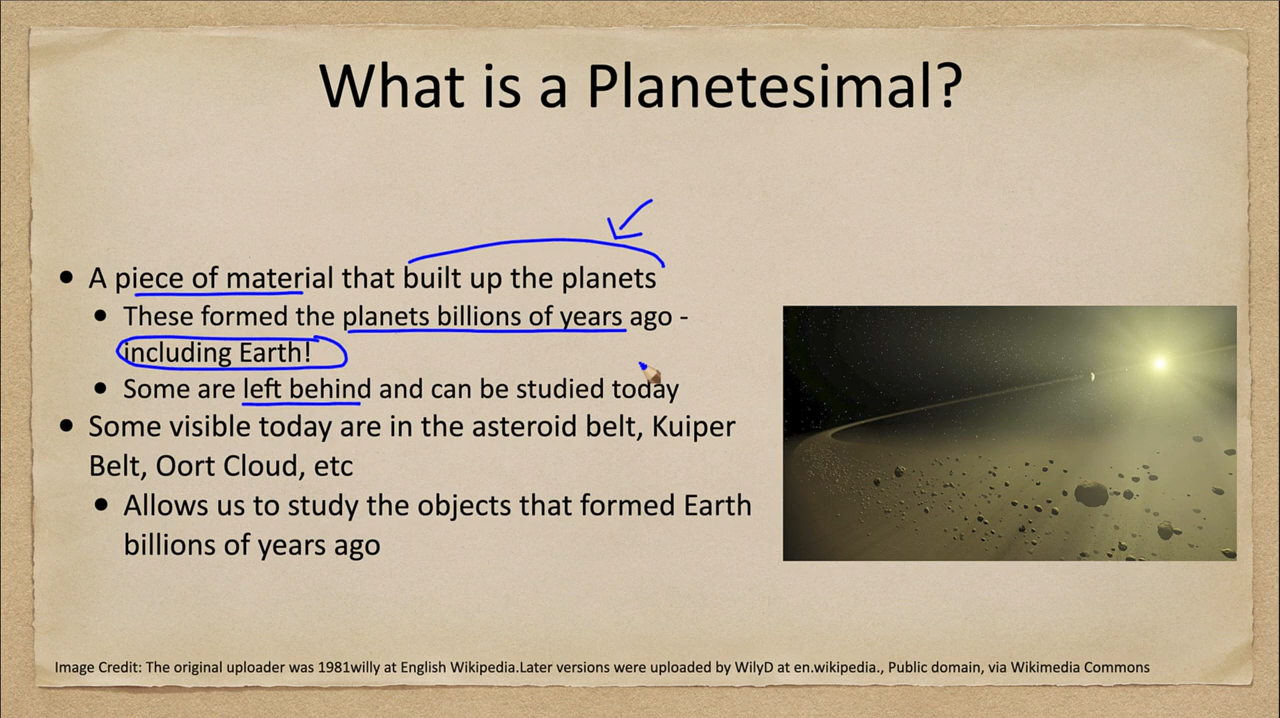 What is a Planetesimal?
• A piece of material that built up the planets
• These formed the planets billions of years ago -
including Earth!
• Some are left behind and can be studied today
• Some visible today are in the asteroid belt, Kuiper
Belt, Oort Cloud, etc
• Allows us to study the objects that formed Earth
billions of years ago
Image Credit: The original uploader was 1981willy at English Wikipedia.Later versions were uploaded by WilyD at en.wikipedia., Public domain, via Wikimedia Commons